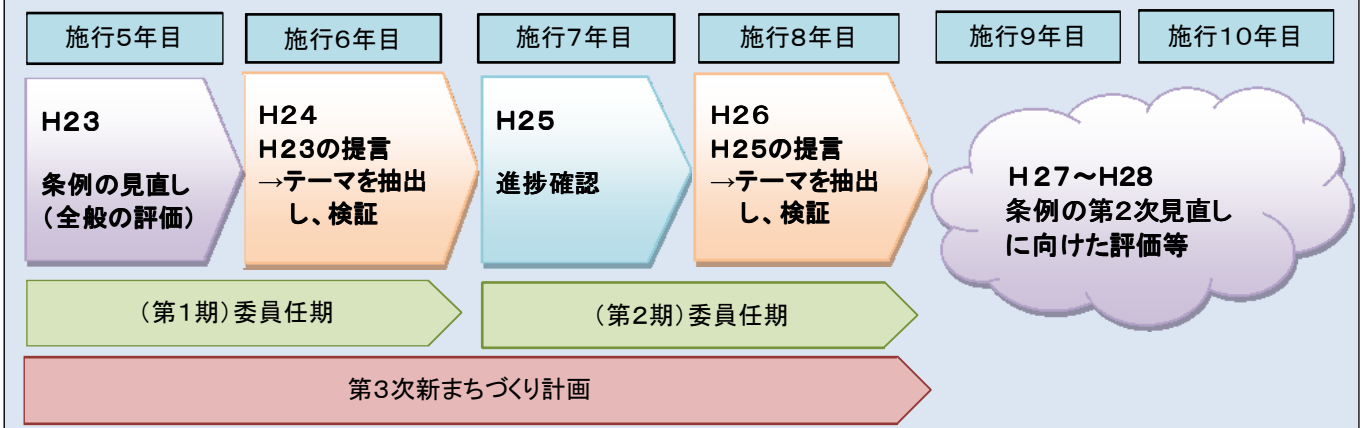 施行5年目
施行6年目
施行7年目
施行8年目
施行9年目
施行10年目
H23
条例の見直し
（全般の評価）
H24
H23の提言
→テーマを抽出
し、検証
H25
進捗確認
H26
H25の提言
→テーマを抽出
し、検証
H27～H28
条例の第2次見直し
に向けた評価等
（第1期）委員任期
（第2期）委員任期
第3次新まちづくり計画